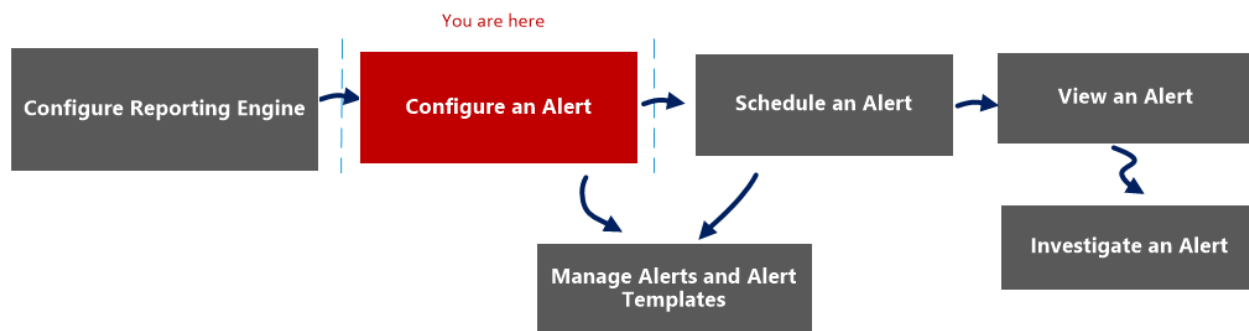 You are here
Configure Reporting Engine
Configure an Alert
Schedule an Alert
View an Alert
Manage Alerts and Alert
Templates
Investigate an Alert